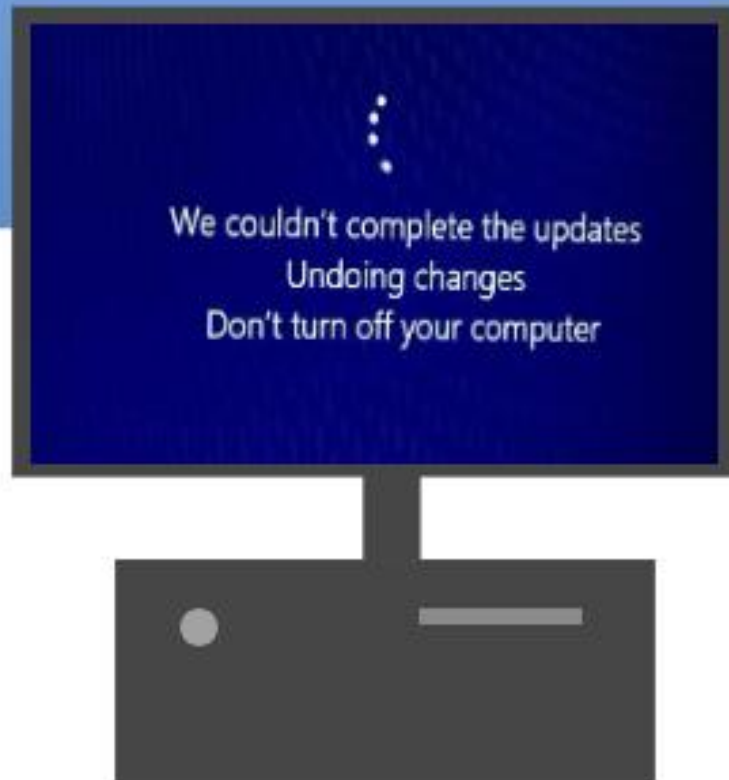 We couldn't complete the updates
Undoing changes
Don't turn off your computer